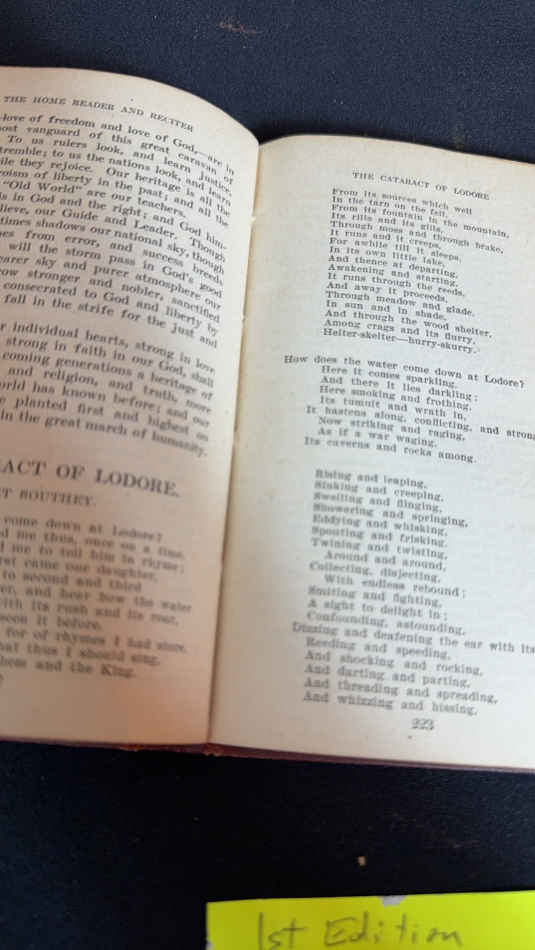 THE HOME READER AND RECITER
love of freedom and love of God,—are in
most vanguard of this great caravan of
To us rulers look, and learn justice,
tremble; to us the nations look, and learn
ile they rejoice. Our heritage is all the
roism of liberty in the past; and all the
"Old World" are our teachers.
is in God and the right; and God him-
lieve, our Guide and Leader. Though
times shadows our national sky, though
es from error, and success breeds
will the storm pass in God's good
earer sky and purer atmosphere our
ow stronger and nobler, sanctified
consecrated to God and liberty by
fall in the strife for the just and
r individual hearts, strong in love
strong in faith in our God, shall
coming generations a heritage of
and religion, and truth, more
orld has known before; and our
e planted first and highest on
in the great march of humanity.
ACT OF LODORE.
T SOUTHEY.
come down at Lodore?
d me thus, once on a time,
d me to tell him in rhyme;
rst came our daughter,
to second and third
er, and hear how the water
with its rush and its roar,
seen it before.
for of rhymes I had store,
hat thus I should sing,
hem and the King.
THE CATARACT OF LODORE
From its sources which well
In the tarn on the fell,
From its fountain in the mountain,
Its rills and its gills,
Through moss and through brake,
It runs and it creeps,
For awhile till it sleeps,
In its own little lake,
And thence at departing,
Awakening and starting,
It runs through the reeds,
And away it proceeds,
Through meadow and glade,
In sun and in shade,
And through the wood shelter,
Among crags and its flurry,
Helter-skelter—hurry-skurry.
How does the water come down at Lodore?
Here it comes sparkling,
And there it lies darkling;
Here smoking and frothing,
Its tumult and wrath in,
It hastens along, conflicting, and strong
Now striking and raging,
As if a war waging,
Its caverns and rocks among.
Rising and leaping,
Sinking and creeping,
Swelling and flinging,
Showering and springing,
Eddying and whisking,
Spouting and frisking,
Twining and twisting,
Around and around,
Collecting, disjecting,
With endless rebound;
Smiting and fighting,
A sight to delight in;
Confounding, astounding,
Dizzing and deafening the ear with its
Reeding and speeding,
And shocking and rocking,
And darting and parting,
And threading and spreading,
And whizzing and hissing,
223
1st Edition